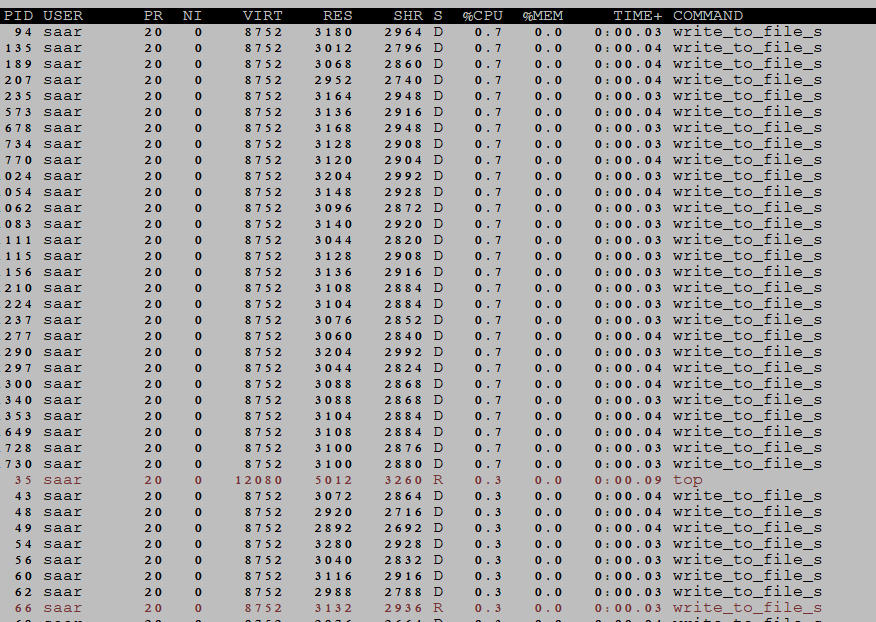 PID USER PR NI VIRT RES SHR S %CPU %MEM TIME+ COMMAND
94 saar 20 0 8752 3180 2964 D 0.7 0.0 0:00.03 write_to_file_s
135 saar 20 0 8752 3012 2796 D 0.7 0.0 0:00.04 write_to_file_s
189 saar 20 0 8752 3068 2860 D 0.7 0.0 0:00.03 write_to_file_s
207 saar 20 0 8752 2952 2740 D 0.7 0.0 0:00.04 write_to_file_s
235 saar 20 0 8752 3164 2948 D 0.7 0.0 0:00.03 write_to_file_s
573 saar 20 0 8752 3136 2916 D 0.7 0.0 0:00.04 write_to_file_s
678 saar 20 0 8752 3168 2948 D 0.7 0.0 0:00.03 write_to_file_s
734 saar 20 0 8752 3128 2908 D 0.7 0.0 0:00.03 write_to_file_s
770 saar 20 0 8752 3120 2904 D 0.7 0.0 0:00.04 write_to_file_s
024 saar 20 0 8752 3204 2992 D 0.7 0.0 0:00.03 write_to_file_s
054 saar 20 0 8752 3148 2928 D 0.7 0.0 0:00.04 write_to_file_s
062 saar 20 0 8752 3096 2872 D 0.7 0.0 0:00.03 write_to_file_s
083 saar 20 0 8752 3140 2920 D 0.7 0.0 0:00.03 write_to_file_s
111 saar 20 0 8752 3044 2820 D 0.7 0.0 0:00.03 write_to_file_s
115 saar 20 0 8752 3128 2908 D 0.7 0.0 0:00.03 write_to_file_s
156 saar 20 0 8752 3136 2916 D 0.7 0.0 0:00.03 write_to_file_s
210 saar 20 0 8752 3108 2884 D 0.7 0.0 0:00.04 write_to_file_s
224 saar 20 0 8752 3104 2884 D 0.7 0.0 0:00.03 write_to_file_s
237 saar 20 0 8752 3076 2852 D 0.7 0.0 0:00.03 write_to_file_s
277 saar 20 0 8752 3060 2840 D 0.7 0.0 0:00.04 write_to_file_s
290 saar 20 0 8752 3204 2992 D 0.7 0.0 0:00.03 write_to_file_s
297 saar 20 0 8752 3044 2824 D 0.7 0.0 0:00.04 write_to_file_s
300 saar 20 0 8752 3088 2868 D 0.7 0.0 0:00.04 write_to_file_s
340 saar 20 0 8752 3088 2868 D 0.7 0.0 0:00.03 write_to_file_s
353 saar 20 0 8752 3104 2884 D 0.7 0.0 0:00.04 write_to_file_s
649 saar 20 0 8752 3108 2884 D 0.7 0.0 0:00.04 write_to_file_s
728 saar 20 0 8752 3100 2876 D 0.7 0.0 0:00.03 write_to_file_s
730 saar 20 0 8752 3100 2880 D 0.7 0.0 0:00.03 write_to_file_s
35 saar 20 0 12080 5012 3260 R 0.3 0.0 0:00.09 top
43 saar 20 0 8752 3072 2864 D 0.3 0.0 0:00.04 write_to_file_s
48 saar 20 0 8752 2920 2716 D 0.3 0.0 0:00.04 write_to_file_s
49 saar 20 0 8752 2892 2692 D 0.3 0.0 0:00.03 write_to_file_s
54 saar 20 0 8752 3280 2928 D 0.3 0.0 0:00.03 write_to_file_s
56 saar 20 0 8752 3040 2832 D 0.3 0.0 0:00.04 write_to_file_s
60 saar 20 0 8752 3116 2916 D 0.3 0.0 0:00.03 write_to_file_s
62 saar 20 0 8752 2988 2788 D 0.3 0.0 0:00.03 write_to_file_s
66 saar 20 0 8752 3132 2936 R 0.3 0.0 0:00.03 write_to_file_s